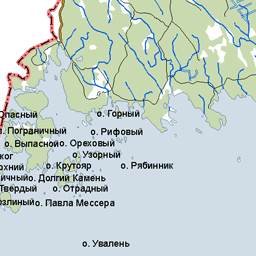 о. Горный
Опасный
о. Пограничный
о. Рифовый
о. Выпасной
о. Ореховый
о. Узорный
о. Крутояр
о. Рябинник
о. Долгий Камень
Твердый
о. Отрадный
о. Павла Мессера
о. Увалень